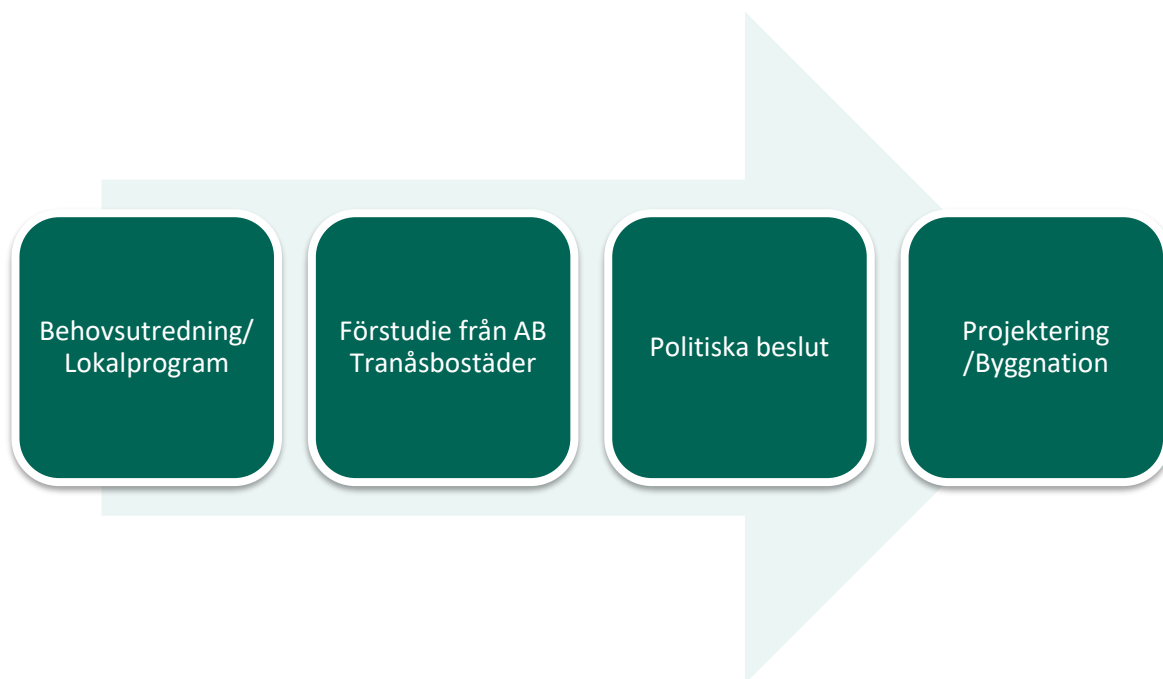 Behovsutredning/
Lokalprogram
Förstudie från AB
Tranåsbostäder
Politiska beslut
Projektering
/Byggnation